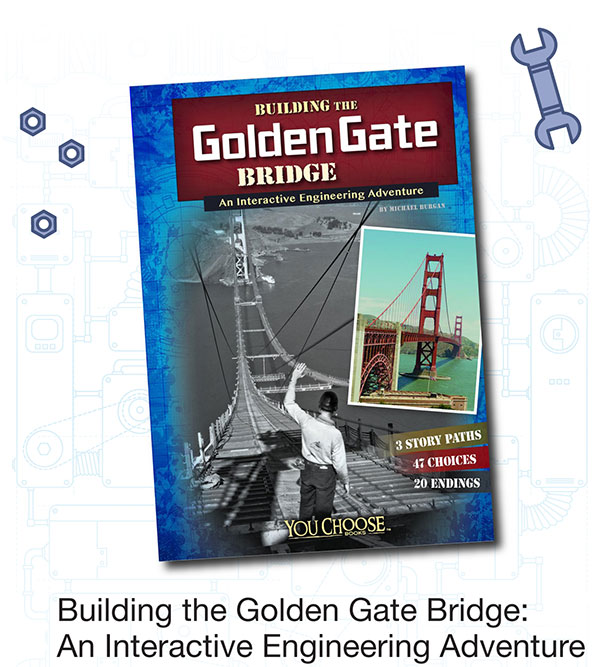 BUILDING THE
Golden Gate
BRIDGE
An Interactive Engineering Adventure
BY MICHAEL BURGAN
3 STORY PATHS
47 CHOICES
20 ENDINGS
YOU CHOOSE
BOOKS
Building the Golden Gate Bridge:
An Interactive Engineering Adventure